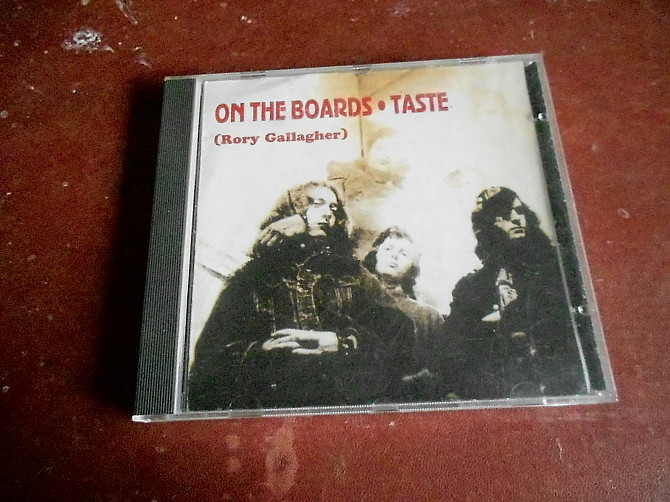 ON THE BOARDS • TASTE
(Rory Gallagher)